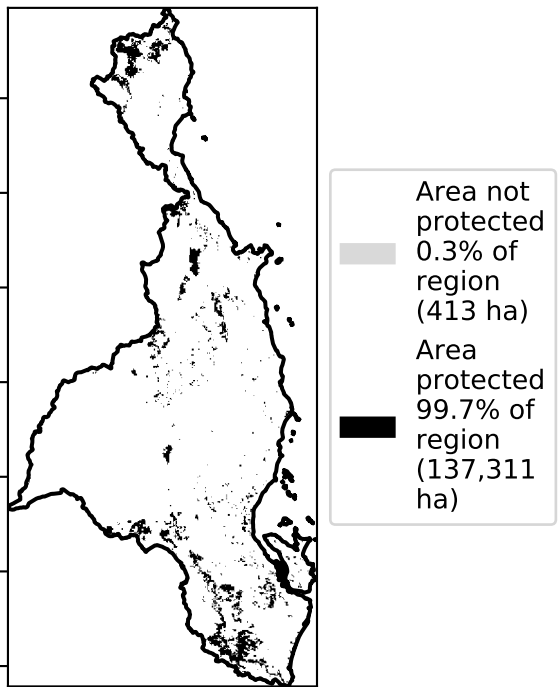 Area not
protected
0.3% of
region
(413 ha)
Area
protected
99.7% of
region
(137,311
ha)